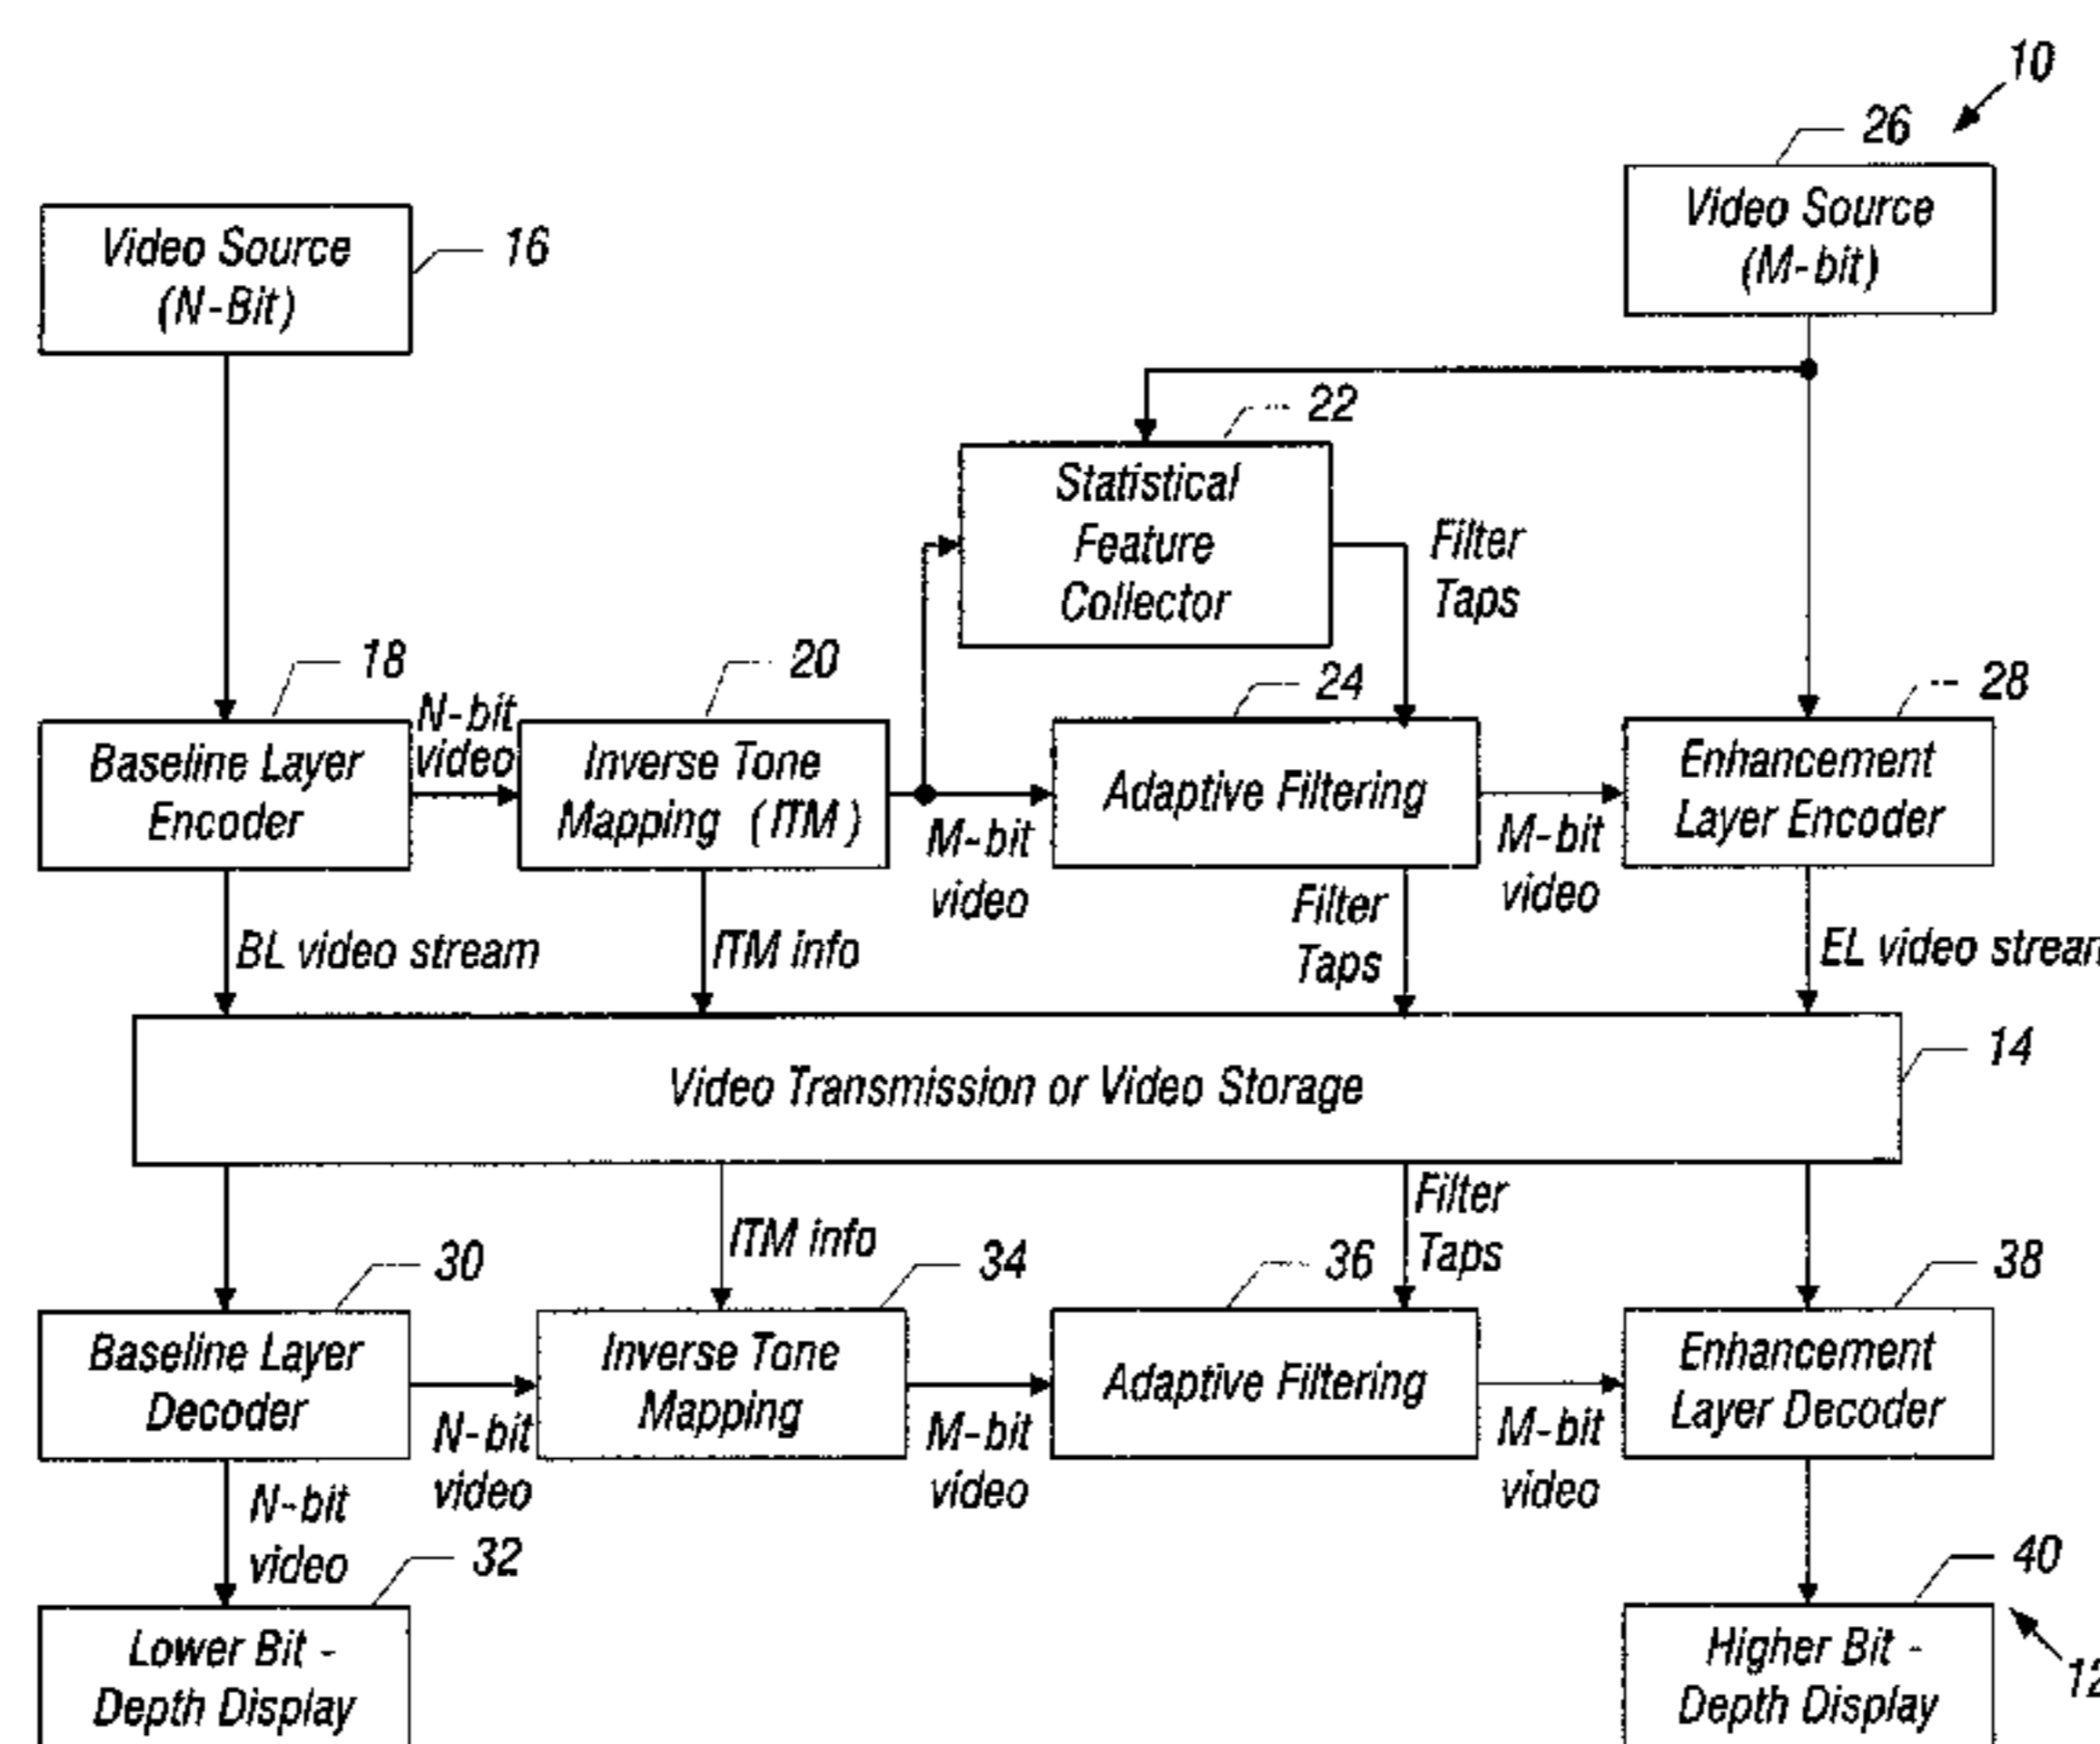 10
26
Video Source
(M-bit)
Video Source
(N-Bit)
16
22
Statistical
Feature
Collector
Filter
Taps
18
N-bit
video
20
24
28
Baseline Layer
Encoder
Inverse Tone
Mapping (ITM)
M-bit
video
Adaptive Filtering
M-bit
video
Enhancement
Layer Encoder
BL video stream
ITM info
Filter
Taps
EL video
14
Video Transmission or Video Storage
ITM info
Filter
Taps
30
34
36
38
Baseline Layer
Decoder
N-bit
video
Inverse Tone
Mapping
M-bit
video
Adaptive Filtering
M-bit
video
Enhancement
Layer Decoder
N-bit
video
32
40
Lower Bit -
Depth Display
Higher Bit -
Depth Display
12